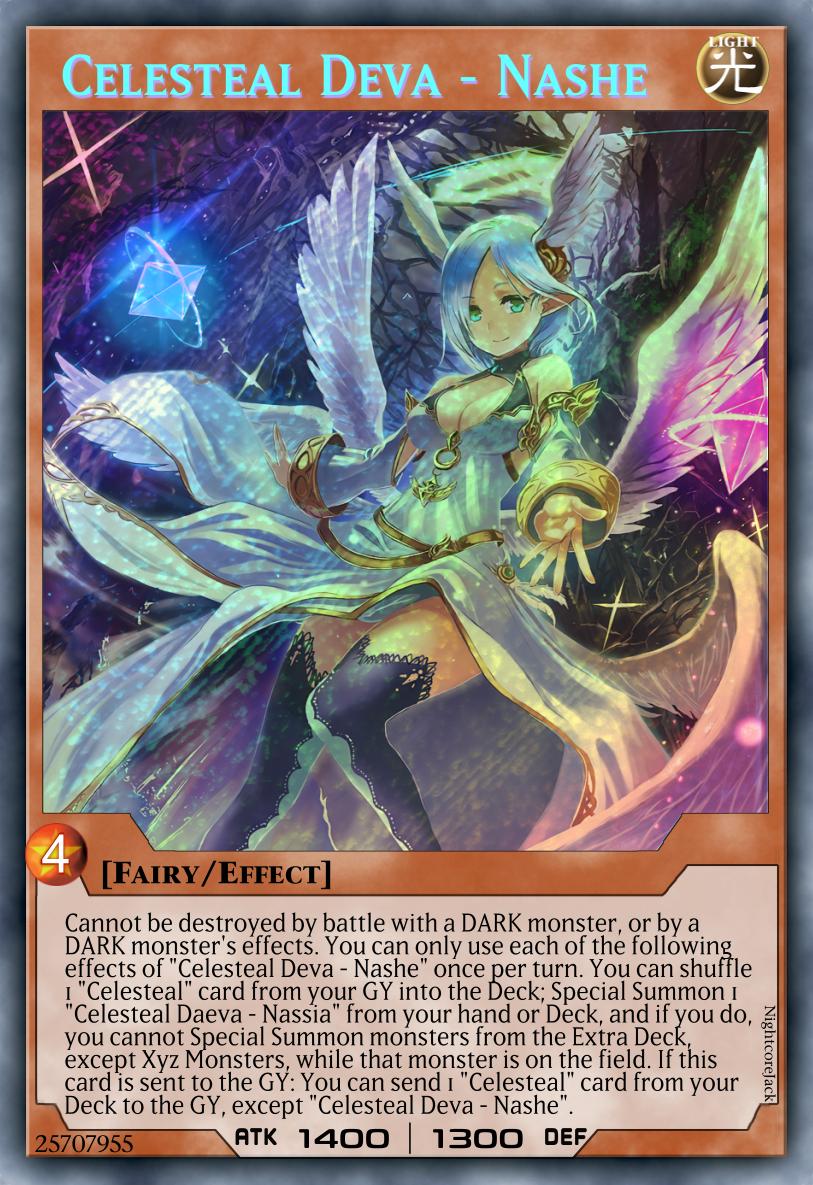 Celesteal Deva - Nashe
LIGHT
光
4
[Fairy/Effect]
Cannot be destroyed by battle with a DARK monster, or by a
DARK monster's effects. You can only use each of the following
effects of "Celesteal Deva - Nashe" once per turn. You can shuffle
1 "Celesteal" card from your GY into the Deck; Special Summon 1
"Celesteal Daeva - Nassia" from your hand or Deck, and if you do,
you cannot Special Summon monsters from the Extra Deck,
except Xyz Monsters, while that monster is on the field. If this
card is sent to the GY: You can send 1 "Celesteal" card from your
Deck to the GY, except "Celesteal Deva - Nashe".
NightcoreJack
25707955
ATK 1400 | 1300 DEF